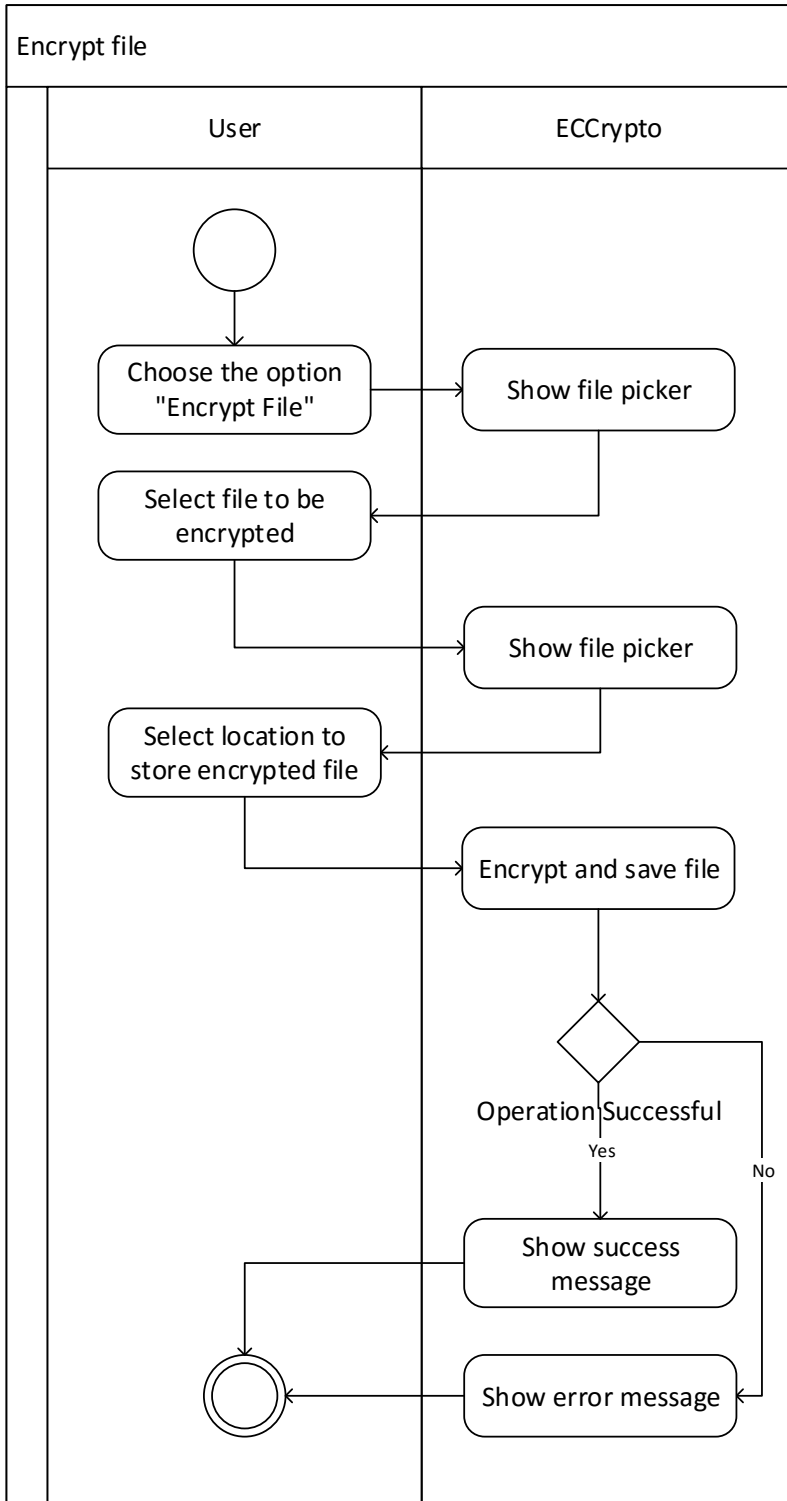 Encrypt file
User
ECCrypto
Choose the option
"Encrypt File"
Show file picker
Select file to be
encrypted
Show file picker
Select location to
store encrypted file
Encrypt and save file
Operation Successful
Yes
No
Show success
message
Show error message